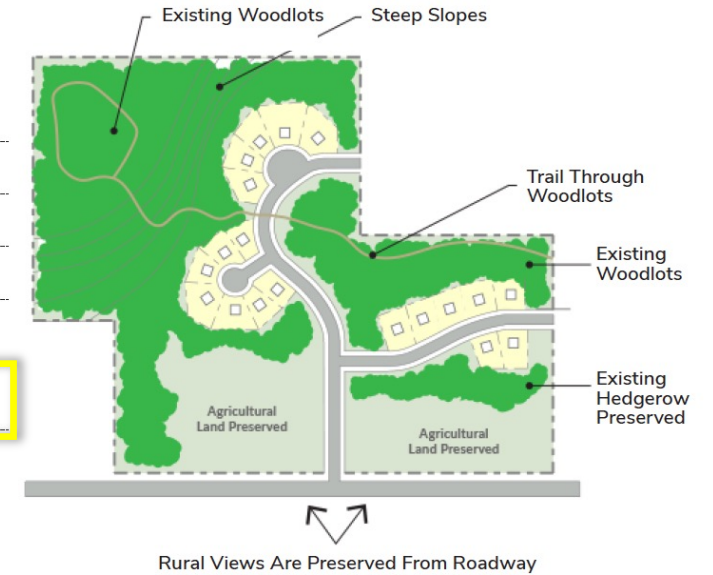 Existing Woodlots
Steep Slopes
Trail Through
Woodlots
Existing
Woodlots
Existing
Hedgerow
Preserved
Agricultural
Land Preserved
Agricultural
Land Preserved
Rural Views Are Preserved From Roadway